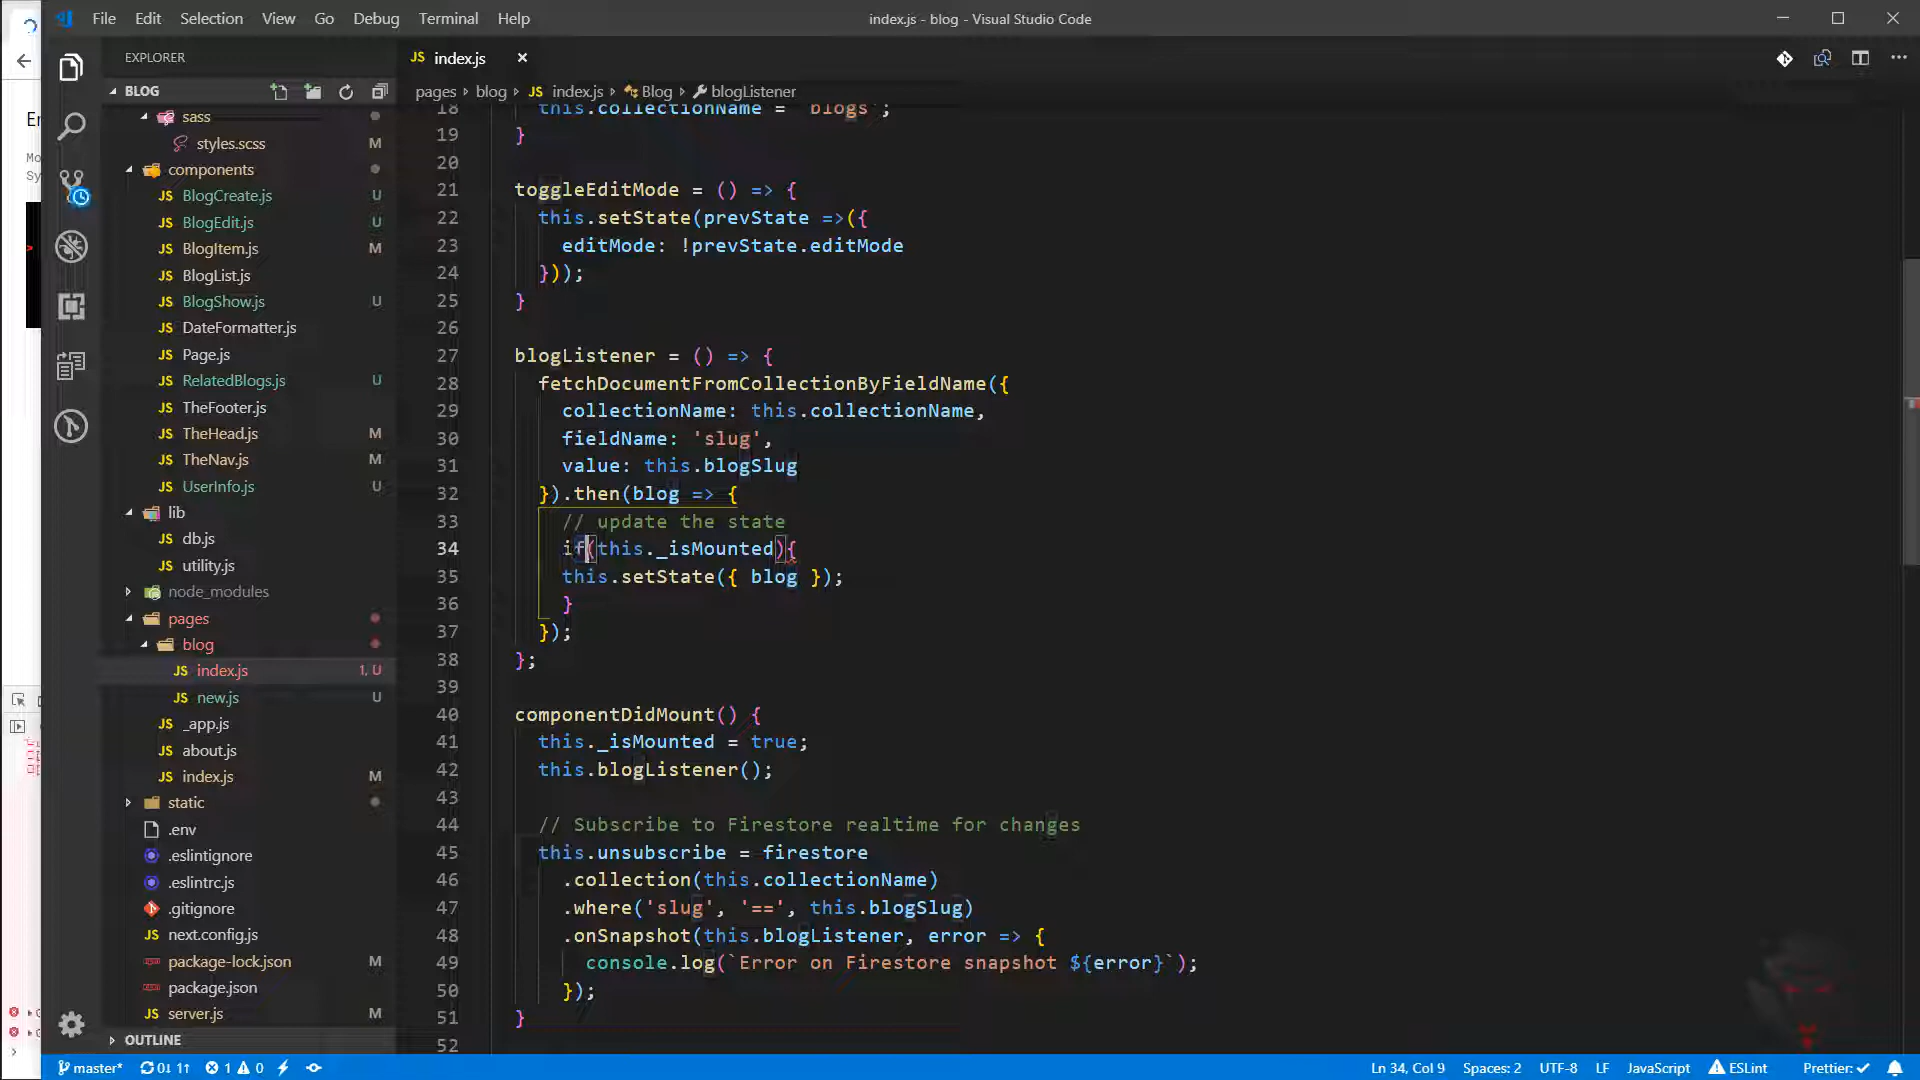 File Edit Selection View Go Debug Terminal Help
index.js - blog - Visual Studio Code
EXPLORER
BLOG
sass
styles.scss M
components
BlogCreate.js U
BlogEdit.js U
BlogItem.js M
BlogList.js
BlogShow.js U
DateFormatter.js
Page.js
RelatedBlogs.js U
TheFooter.js
TheHead.js M
TheNav.js M
UserInfo.js U
lib
db.js
utility.js
node_modules
pages
blog
index.js 1, U
new.js U
_app.js
about.js
index.js M
static
.env
.eslintignore
.eslintrc.js
.gitignore
next.config.js
package-lock.json M
package.json
server.js M
OUTLINE
JS index.js ×
pages > blog > JS index.js > Blog > blogListener
18 this.collectionName = 'blogs';
19 }
20
21 toggleEditMode = () => {
22 this.setState(prevState =>({
23 editMode: !prevState.editMode
24 }));
25 }
26
27 blogListener = () => {
28 fetchDocumentFromCollectionByFieldName({
29 collectionName: this.collectionName,
30 fieldName: 'slug',
31 value: this.blogSlug
32 }).then(blog => {
33 // update the state
34 if(this._isMounted){
35 this.setState({ blog });
36 }
37 });
38 };
39
40 componentDidMount() {
41 this._isMounted = true;
42 this.blogListener();
43
44 // Subscribe to Firestore realtime for changes
45 this.unsubscribe = firestore
46 .collection(this.collectionName)
47 .where('slug', '==', this.blogSlug)
48 .onSnapshot(this.blogListener, error => {
49 console.log(`Error on Firestore snapshot ${error}`);
50 });
51 }
52
master* 0↓ 1↑ 1 0
Ln 34, Col 9 Spaces: 2 UTF-8 LF JavaScript ESLint Prettier: ✓